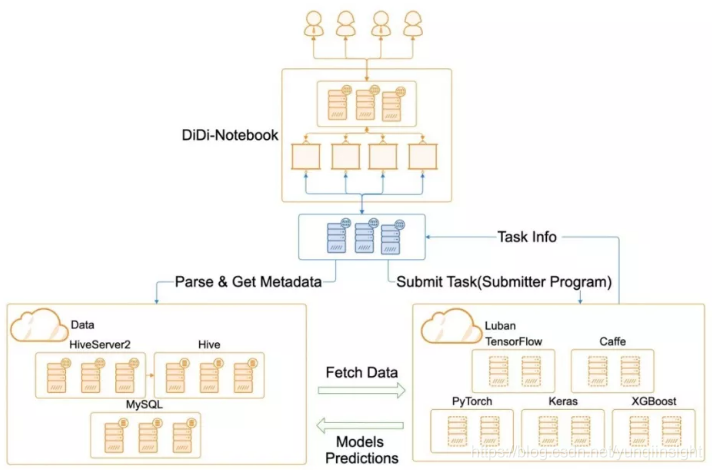 DiDi-Notebook
Task Info
Parse & Get Metadata
Submit Task(Submitter Program)
Data
HiveServer2
Hive
MySQL
Fetch Data
Models
Predictions
Luban
TensorFlow
Caffe
PyTorch
Keras
XGBoost
https://blog.csdn.net/yunqiinsight